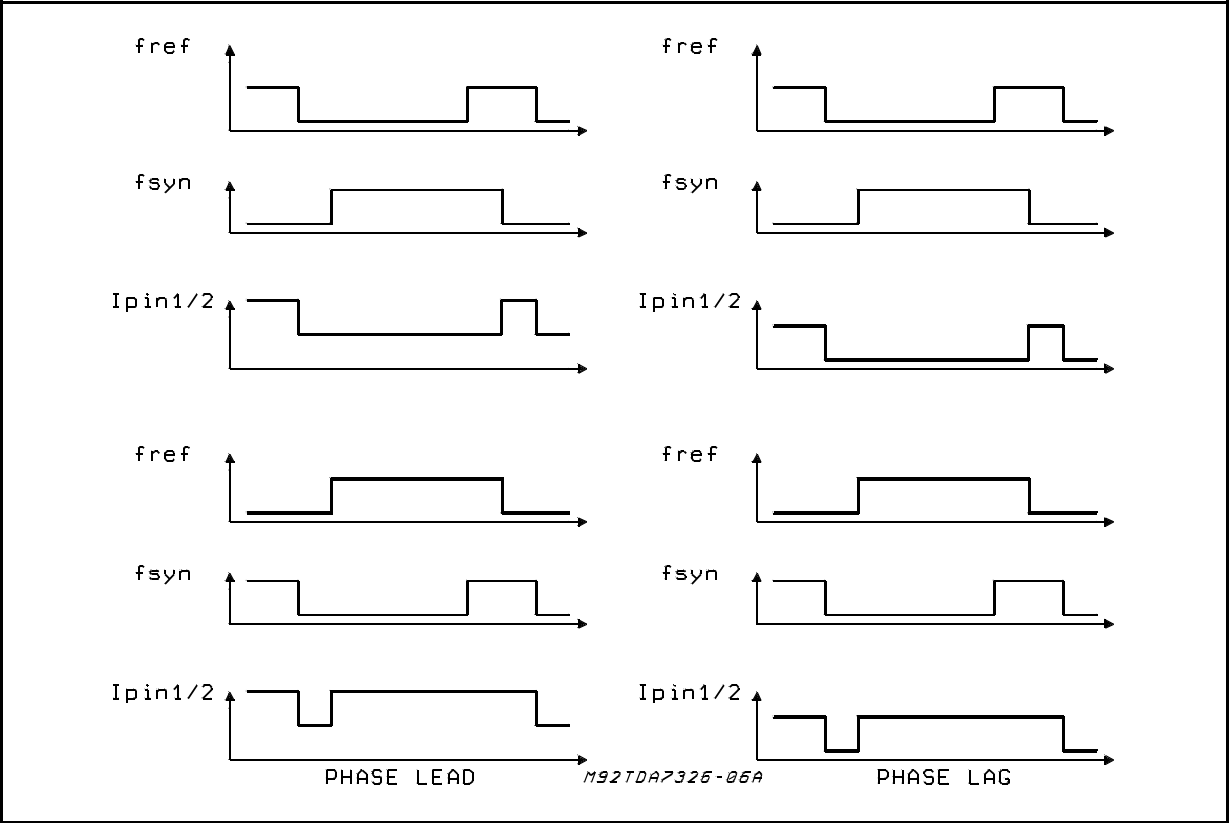 fref fref
fsyn fsyn
Ipin1/2 Ipin1/2
fref fref
fsyn fsyn
Ipin1/2 Ipin1/2
PHASE LEAD M92TDA7326-06A PHASE LAG